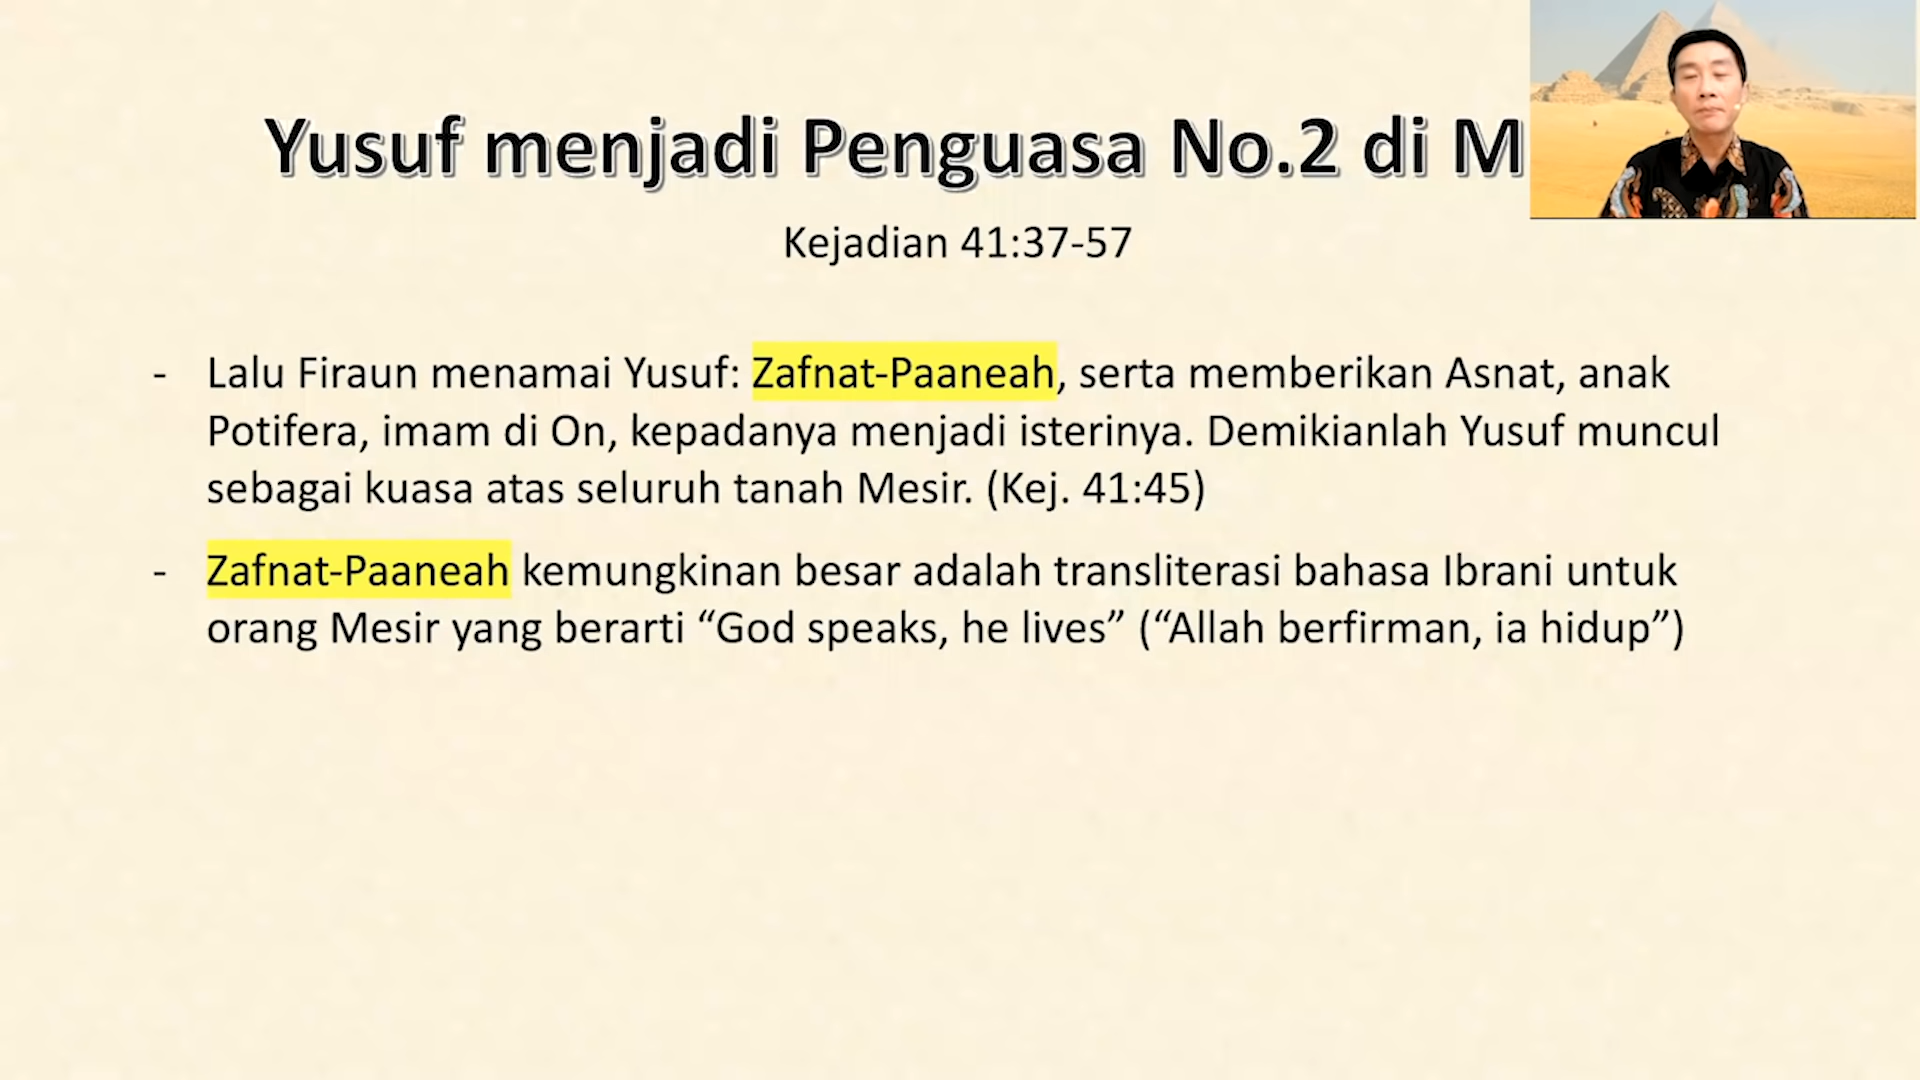 Yusuf menjadi Penguasa No.2 di M
Kejadian 41:37-57
- Lalu Firaun menamai Yusuf: Zafnat-Paaneah, serta memberikan Asnat, anak
Potifera, imam di On, kepadanya menjadi isterinya. Demikianlah Yusuf muncul
sebagai kuasa atas seluruh tanah Mesir. (Kej. 41:45)
- Zafnat-Paaneah kemungkinan besar adalah transliterasi bahasa Ibrani untuk
orang Mesir yang berarti “God speaks, he lives” (“Allah berfirman, ia hidup”)